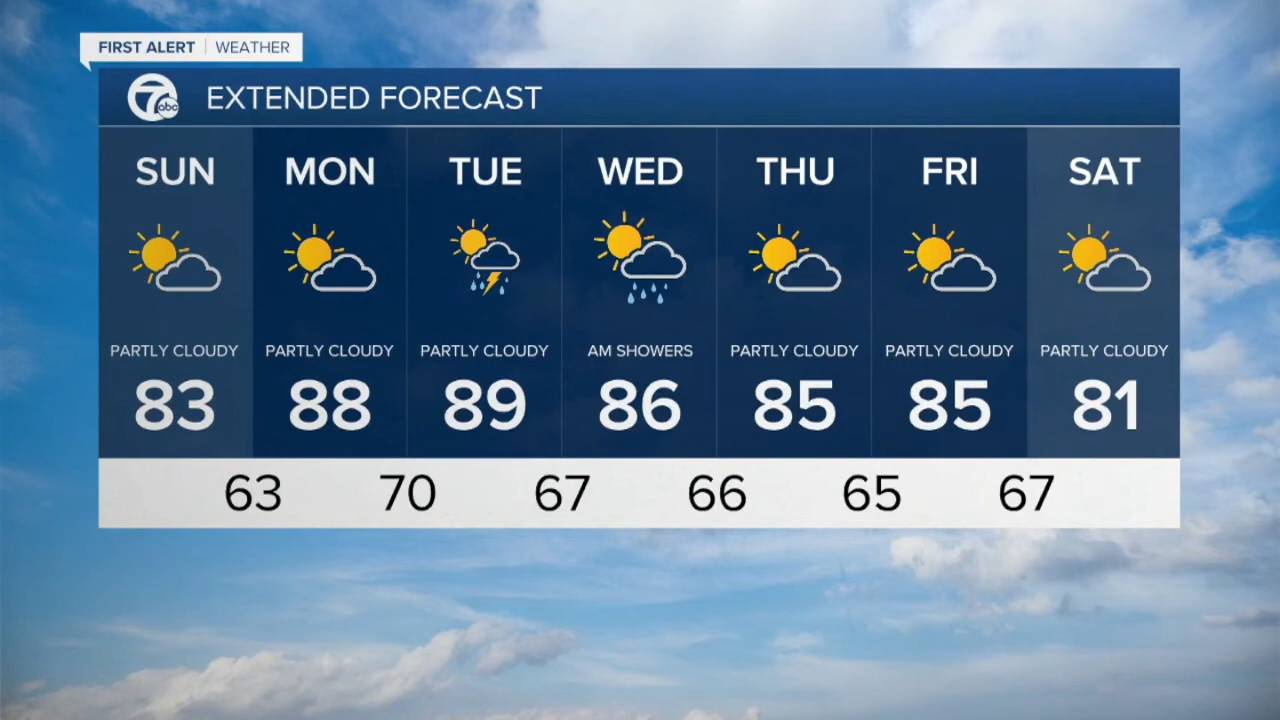 FIRST ALERT | WEATHER
7 abc EXTENDED FORECAST
SUN MON TUE WED THU FRI SAT
PARTLY CLOUDY PARTLY CLOUDY PARTLY CLOUDY AM SHOWERS PARTLY CLOUDY PARTLY CLOUDY PARTLY CLOUDY
83 88 89 86 85 85 81
63 70 67 66 65 67